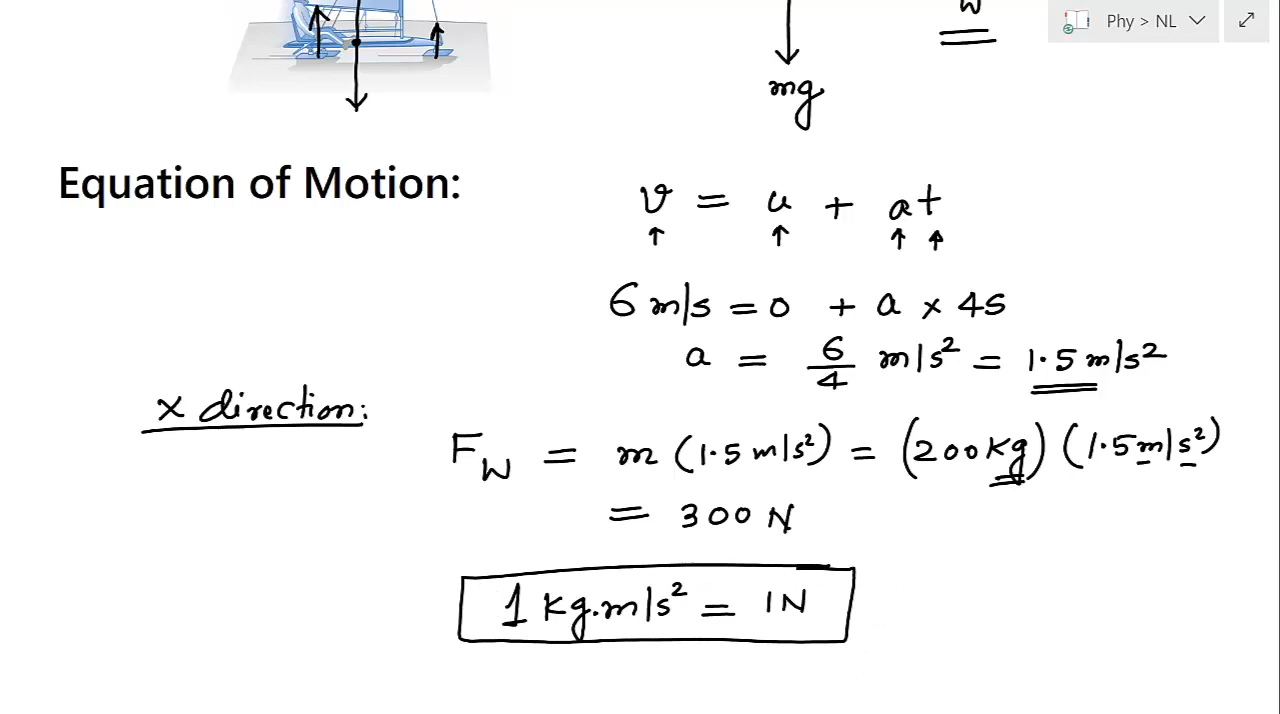 W
Phy > NL
mg
Equation of Motion:
v = u + at
6 m/s = 0 + a × 4s
a = 6/4 m/s² = 1.5 m/s²
X direction:
F_W = m (1.5 m/s²) = (200 Kg) (1.5 m/s²)
= 300 N
1 Kg.m/s² = 1N